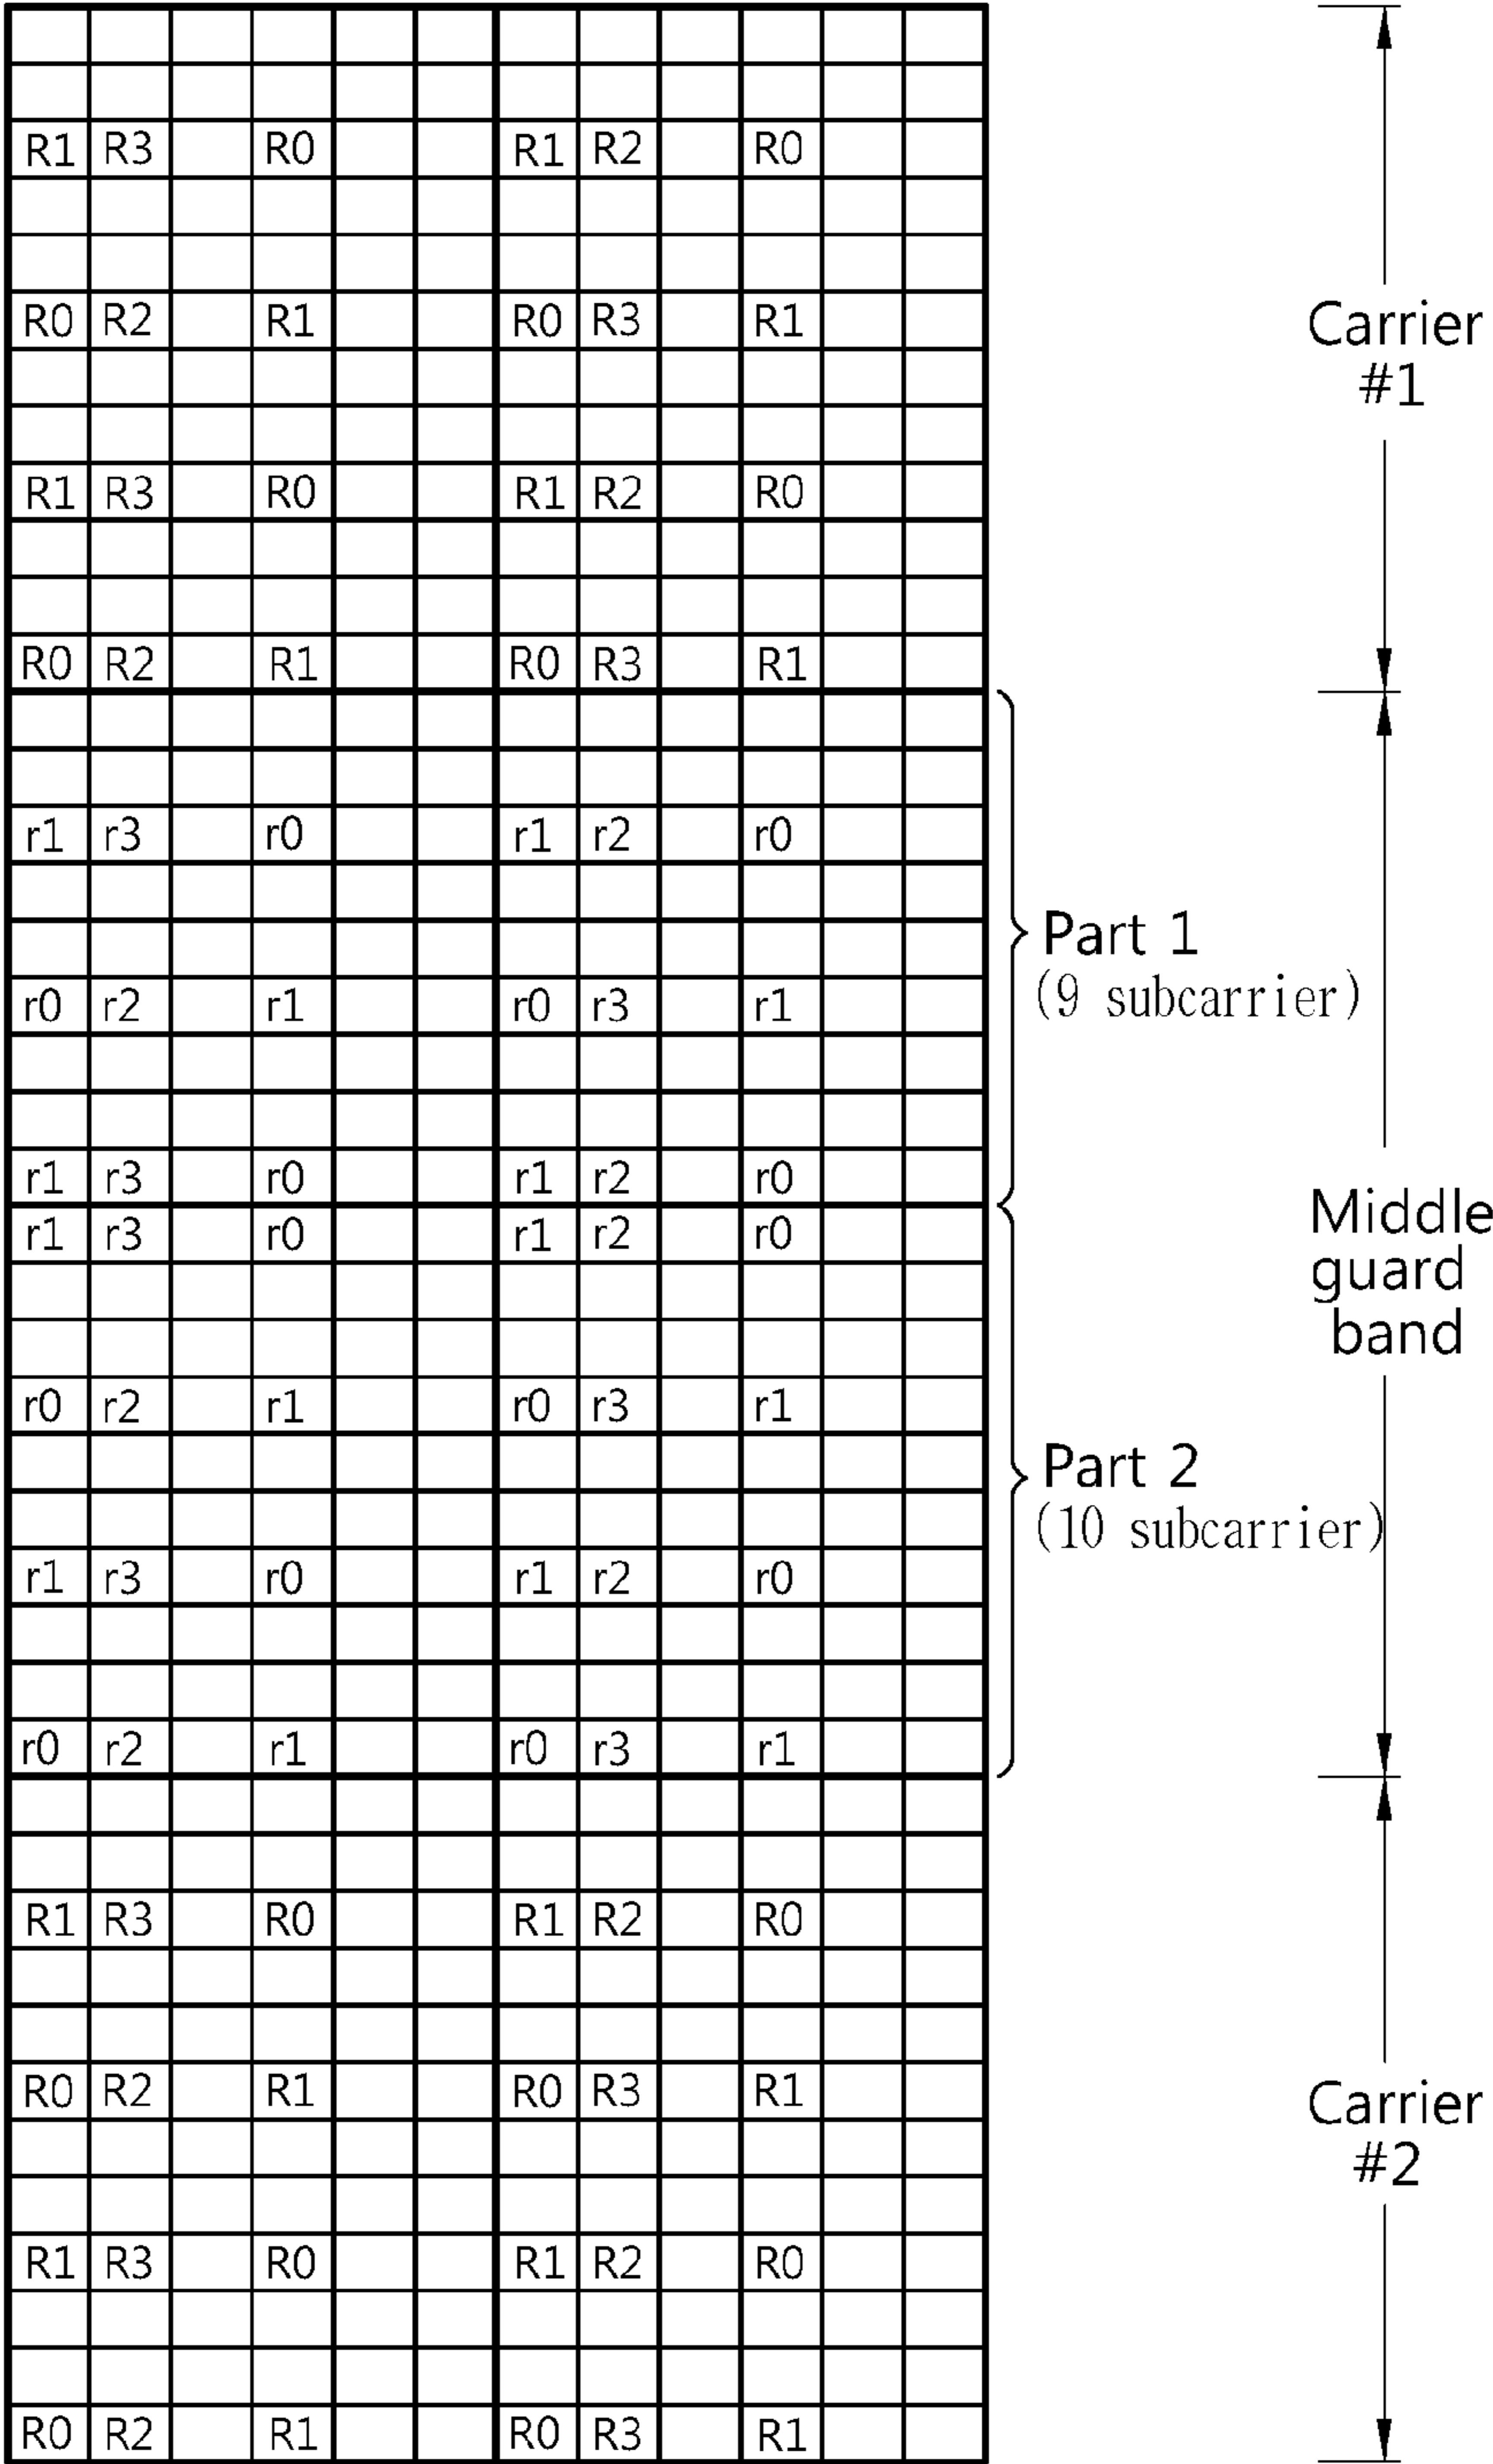 R1 R3 R0 R1 R2 R0
R0 R2 R1 R0 R3 R1
Carrier
#1
R1 R3 R0 R1 R2 R0
R0 R2 R1 R0 R3 R1
r1 r3 r0 r1 r2 r0
Part 1
(9 subcarrier)
r0 r2 r1 r0 r3 r1
r1 r3 r0 r1 r2 r0
r1 r3 r0 r1 r2 r0
Middle
guard
band
r0 r2 r1 r0 r3 r1
Part 2
(10 subcarrier)
r1 r3 r0 r1 r2 r0
r0 r2 r1 r0 r3 r1
R1 R3 R0 R1 R2 R0
R0 R2 R1 R0 R3 R1
Carrier
#2
R1 R3 R0 R1 R2 R0
R0 R2 R1 R0 R3 R1